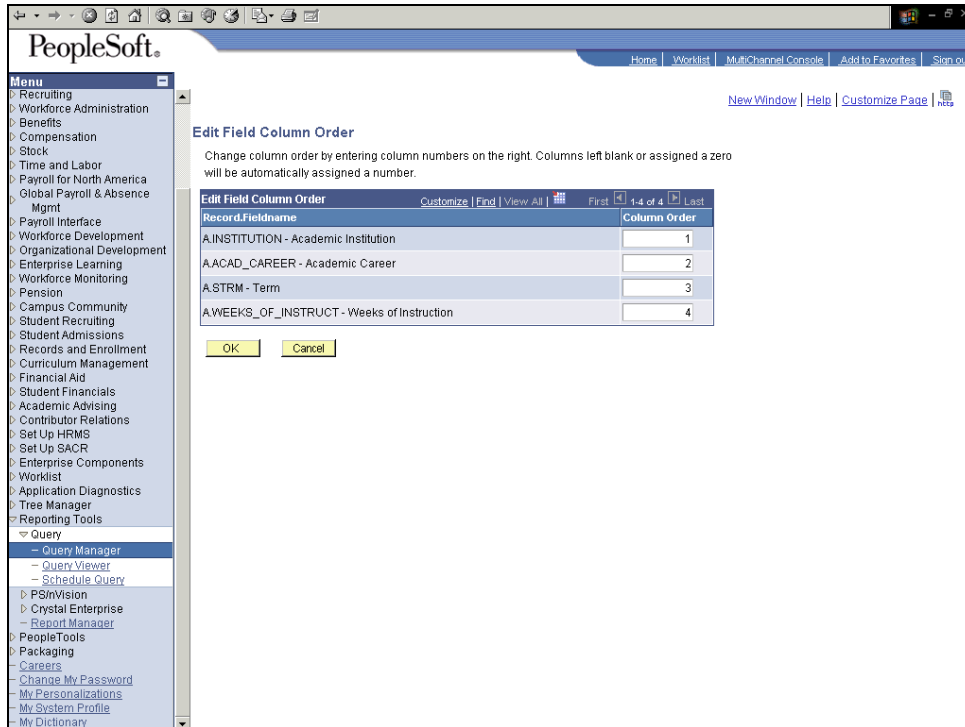 PeopleSoft.
Home | Worklist | MultiChannel Console | Add to Favorites | Sign ou
Menu
Recruiting
Workforce Administration
Benefits
Compensation
Stock
Time and Labor
Payroll for North America
Global Payroll & Absence
Mgmt
Payroll Interface
Workforce Development
Organizational Development
Enterprise Learning
Workforce Monitoring
Pension
Campus Community
Student Recruiting
Student Admissions
Records and Enrollment
Curriculum Management
Financial Aid
Student Financials
Academic Advising
Contributor Relations
Set Up HRMS
Set Up SACR
Enterprise Components
Worklist
Application Diagnostics
Tree Manager
Reporting Tools
Query
Query Manager
Query Viewer
Schedule Query
PS/nVision
Crystal Enterprise
Report Manager
PeopleTools
Packaging
Careers
Change My Password
My Personalizations
My System Profile
My Dictionary
New Window | Help | Customize Page | http
Edit Field Column Order
Change column order by entering column numbers on the right. Columns left blank or assigned a zero
will be automatically assigned a number.
Edit Field Column Order Customize | Find | View All | First 1-4 of 4 Last
Record.Fieldname Column Order
A.INSTITUTION - Academic Institution 1
A.ACAD_CAREER - Academic Career 2
A.STRM - Term 3
A.WEEKS_OF_INSTRUCT - Weeks of Instruction 4
OK Cancel